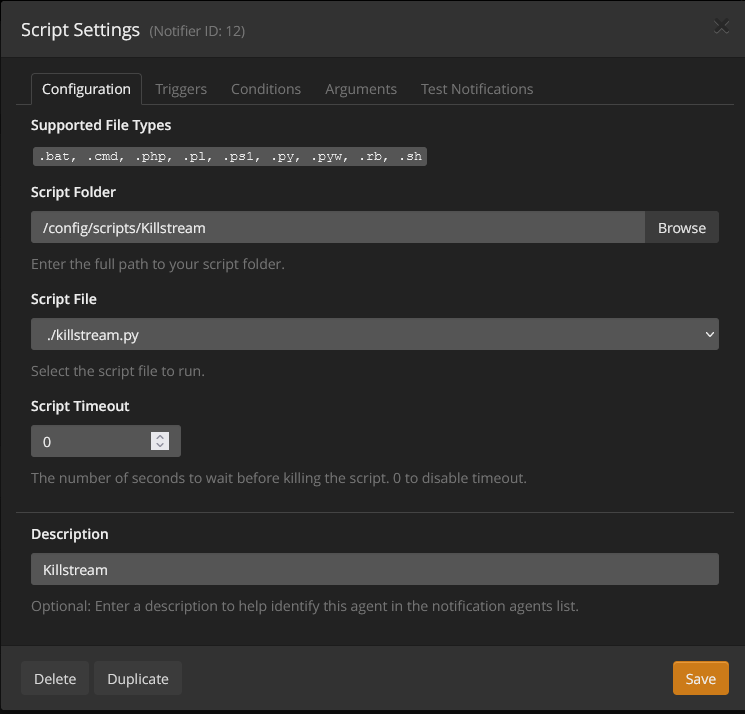 Script Settings (Notifier ID: 12)
Configuration Triggers Conditions Arguments Test Notifications
Supported File Types
.bat, .cmd, .php, .pl, .ps1, .py, .pyw, .rb, .sh
Script Folder
/config/scripts/Killstream Browse
Enter the full path to your script folder.
Script File
./killstream.py
Select the script file to run.
Script Timeout
0
The number of seconds to wait before killing the script. 0 to disable timeout.
Description
Killstream
Optional: Enter a description to help identify this agent in the notification agents list.
Delete Duplicate Save